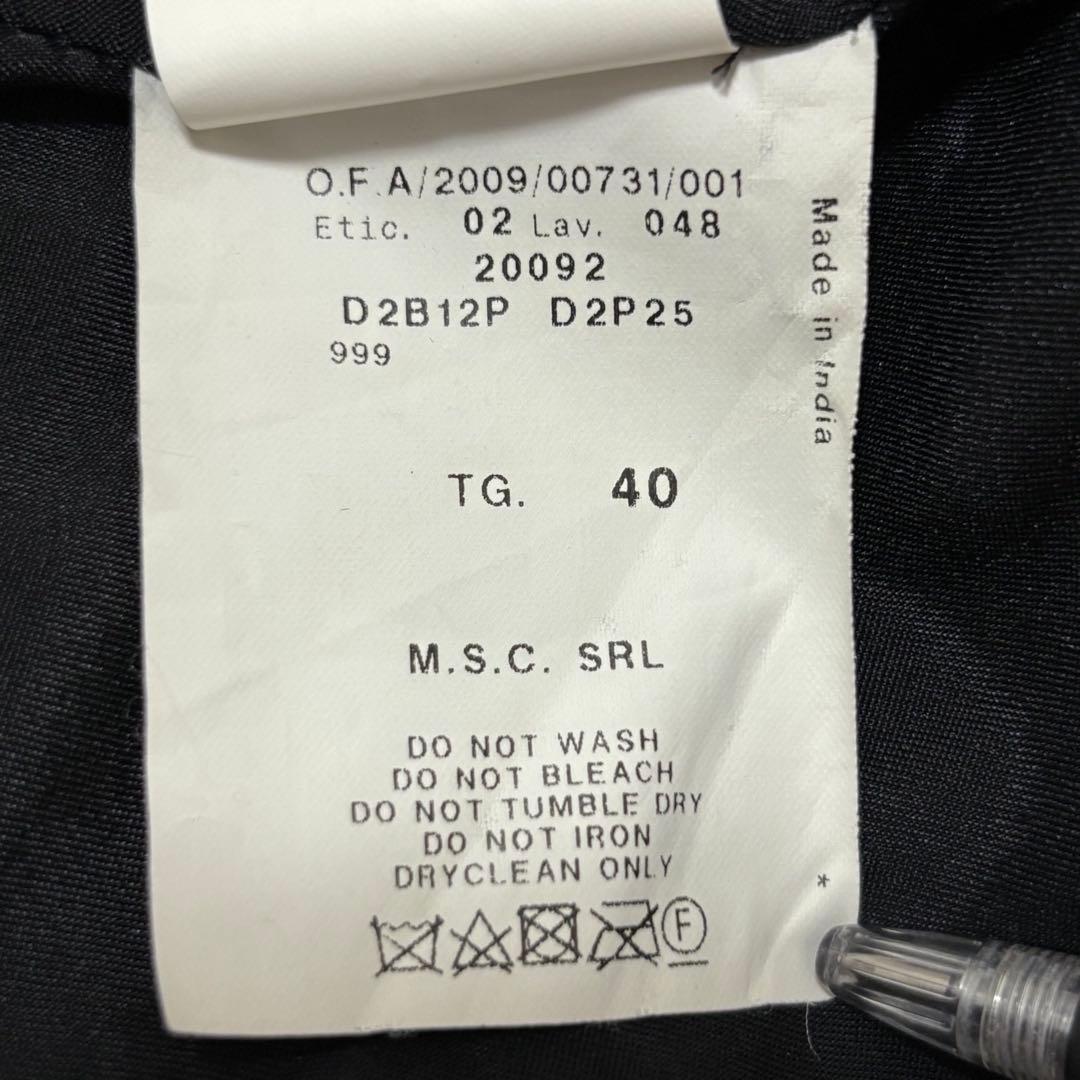 O.F.A/2009/00731/001
Etic. 02 Lav. 048
20092
D2B12P D2P25
999
TG. 40
M.S.C. SRL
DO NOT WASH
DO NOT BLEACH
DO NOT TUMBLE DRY
DO NOT IRON
DRYCLEAN ONLY
F
*
Made in India